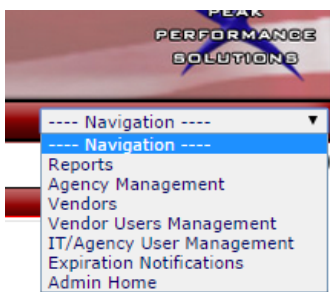 PEAK
PERFORMANCE
SOLUTIONS
---- Navigation ----
---- Navigation ----
Reports
Agency Management
Vendors
Vendor Users Management
IT/Agency User Management
Expiration Notifications
Admin Home